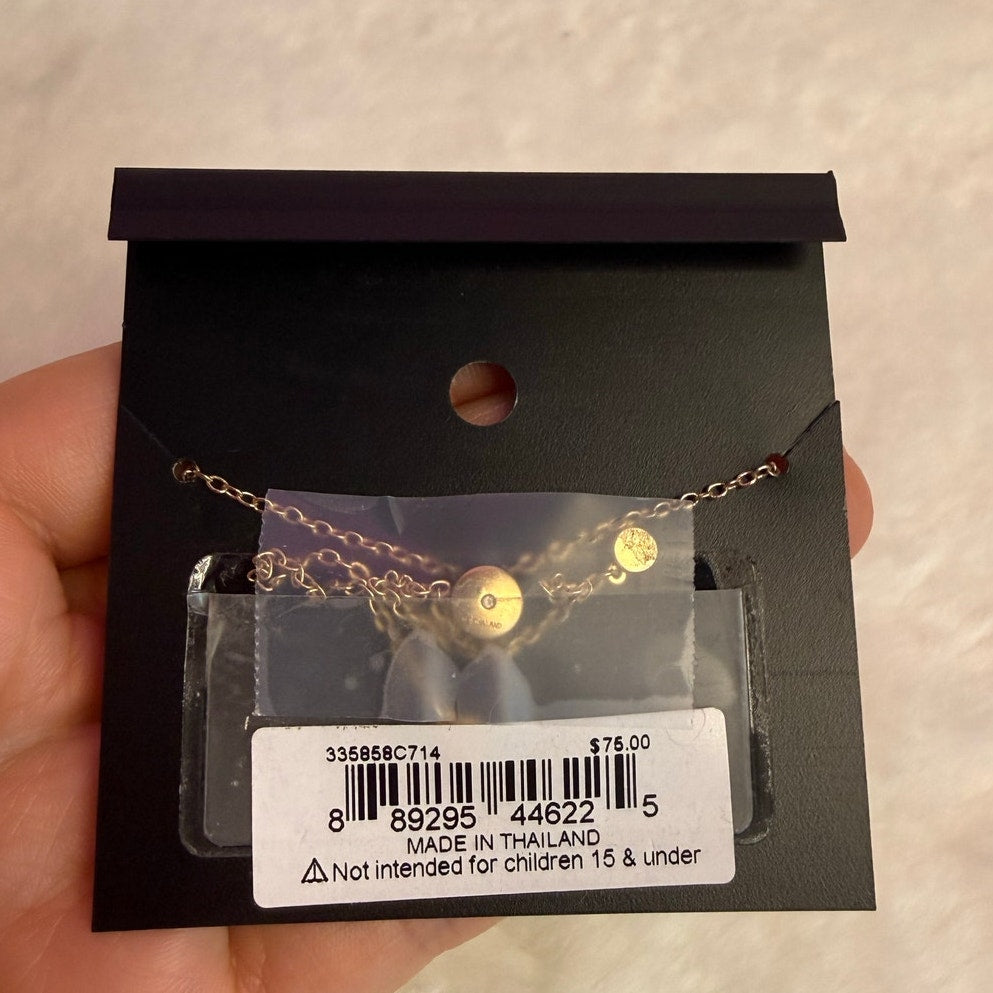 335858C714 $75.00
8 89295 44622 5
MADE IN THAILAND
⚠ Not intended for children 15 & under